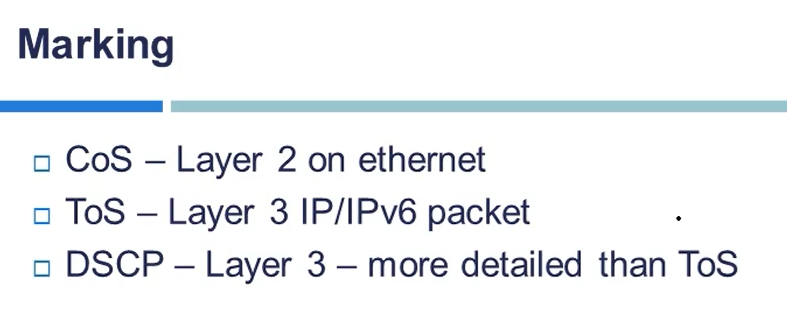 Marking
CoS – Layer 2 on ethernet
ToS – Layer 3 IP/IPv6 packet
DSCP – Layer 3 – more detailed than ToS